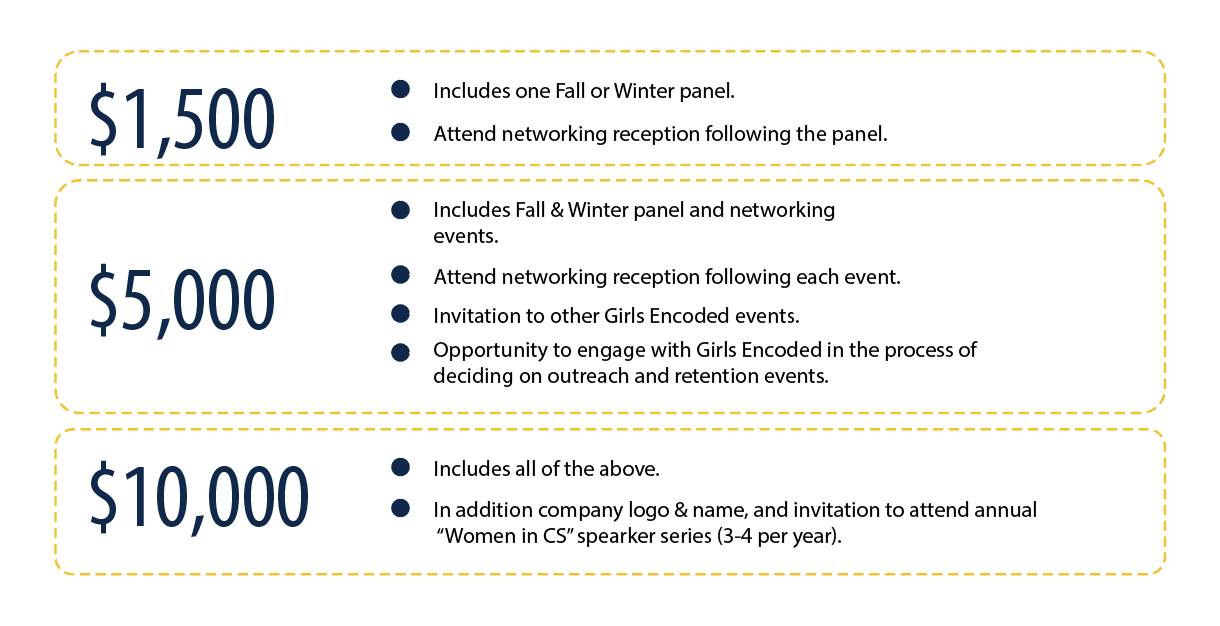 $1,500
Includes one Fall or Winter panel.
Attend networking reception following the panel.
$5,000
Includes Fall & Winter panel and networking
events.
Attend networking reception following each event.
Invitation to other Girls Encoded events.
Opportunity to engage with Girls Encoded in the process of
deciding on outreach and retention events.
$10,000
Includes all of the above.
In addition company logo & name, and invitation to attend annual
“Women in CS” spearker series (3-4 per year).